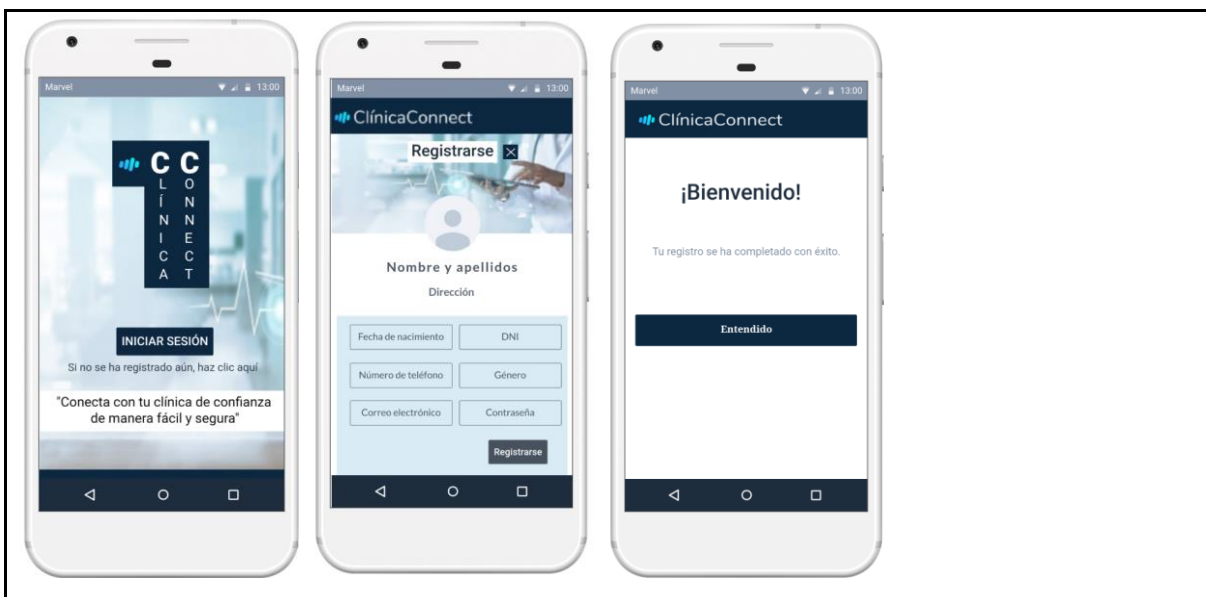 Marvel 13:00
C C
CLÍNICA
CONNECT
INICIAR SESIÓN
Si no se ha registrado aún, haz clic aquí
"Conecta con tu clínica de confianza
de manera fácil y segura"
Marvel 13:00
ClínicaConnect
Registrarse
Nombre y apellidos
Dirección
Fecha de nacimiento DNI
Número de teléfono Género
Correo electrónico Contraseña
Registrarse
Marvel 13:00
ClínicaConnect
¡Bienvenido!
Tu registro se ha completado con éxito.
Entendido